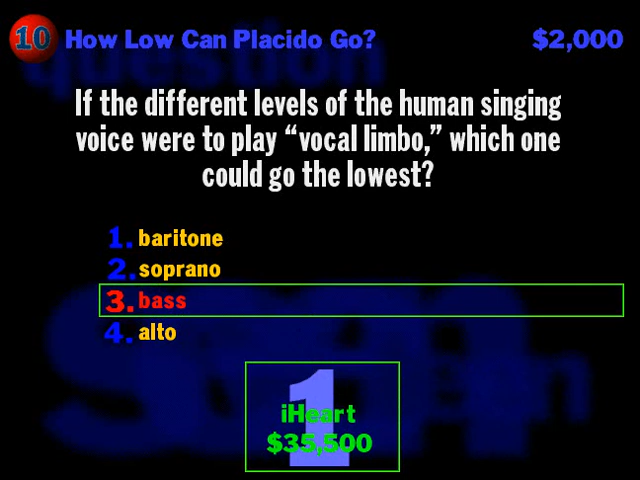 10 How Low Can Placido Go? $2,000
question
If the different levels of the human singing
voice were to play “vocal limbo,” which one
could go the lowest?
1. baritone
2. soprano
3. bass
4. alto
1
iHeart
$35,500